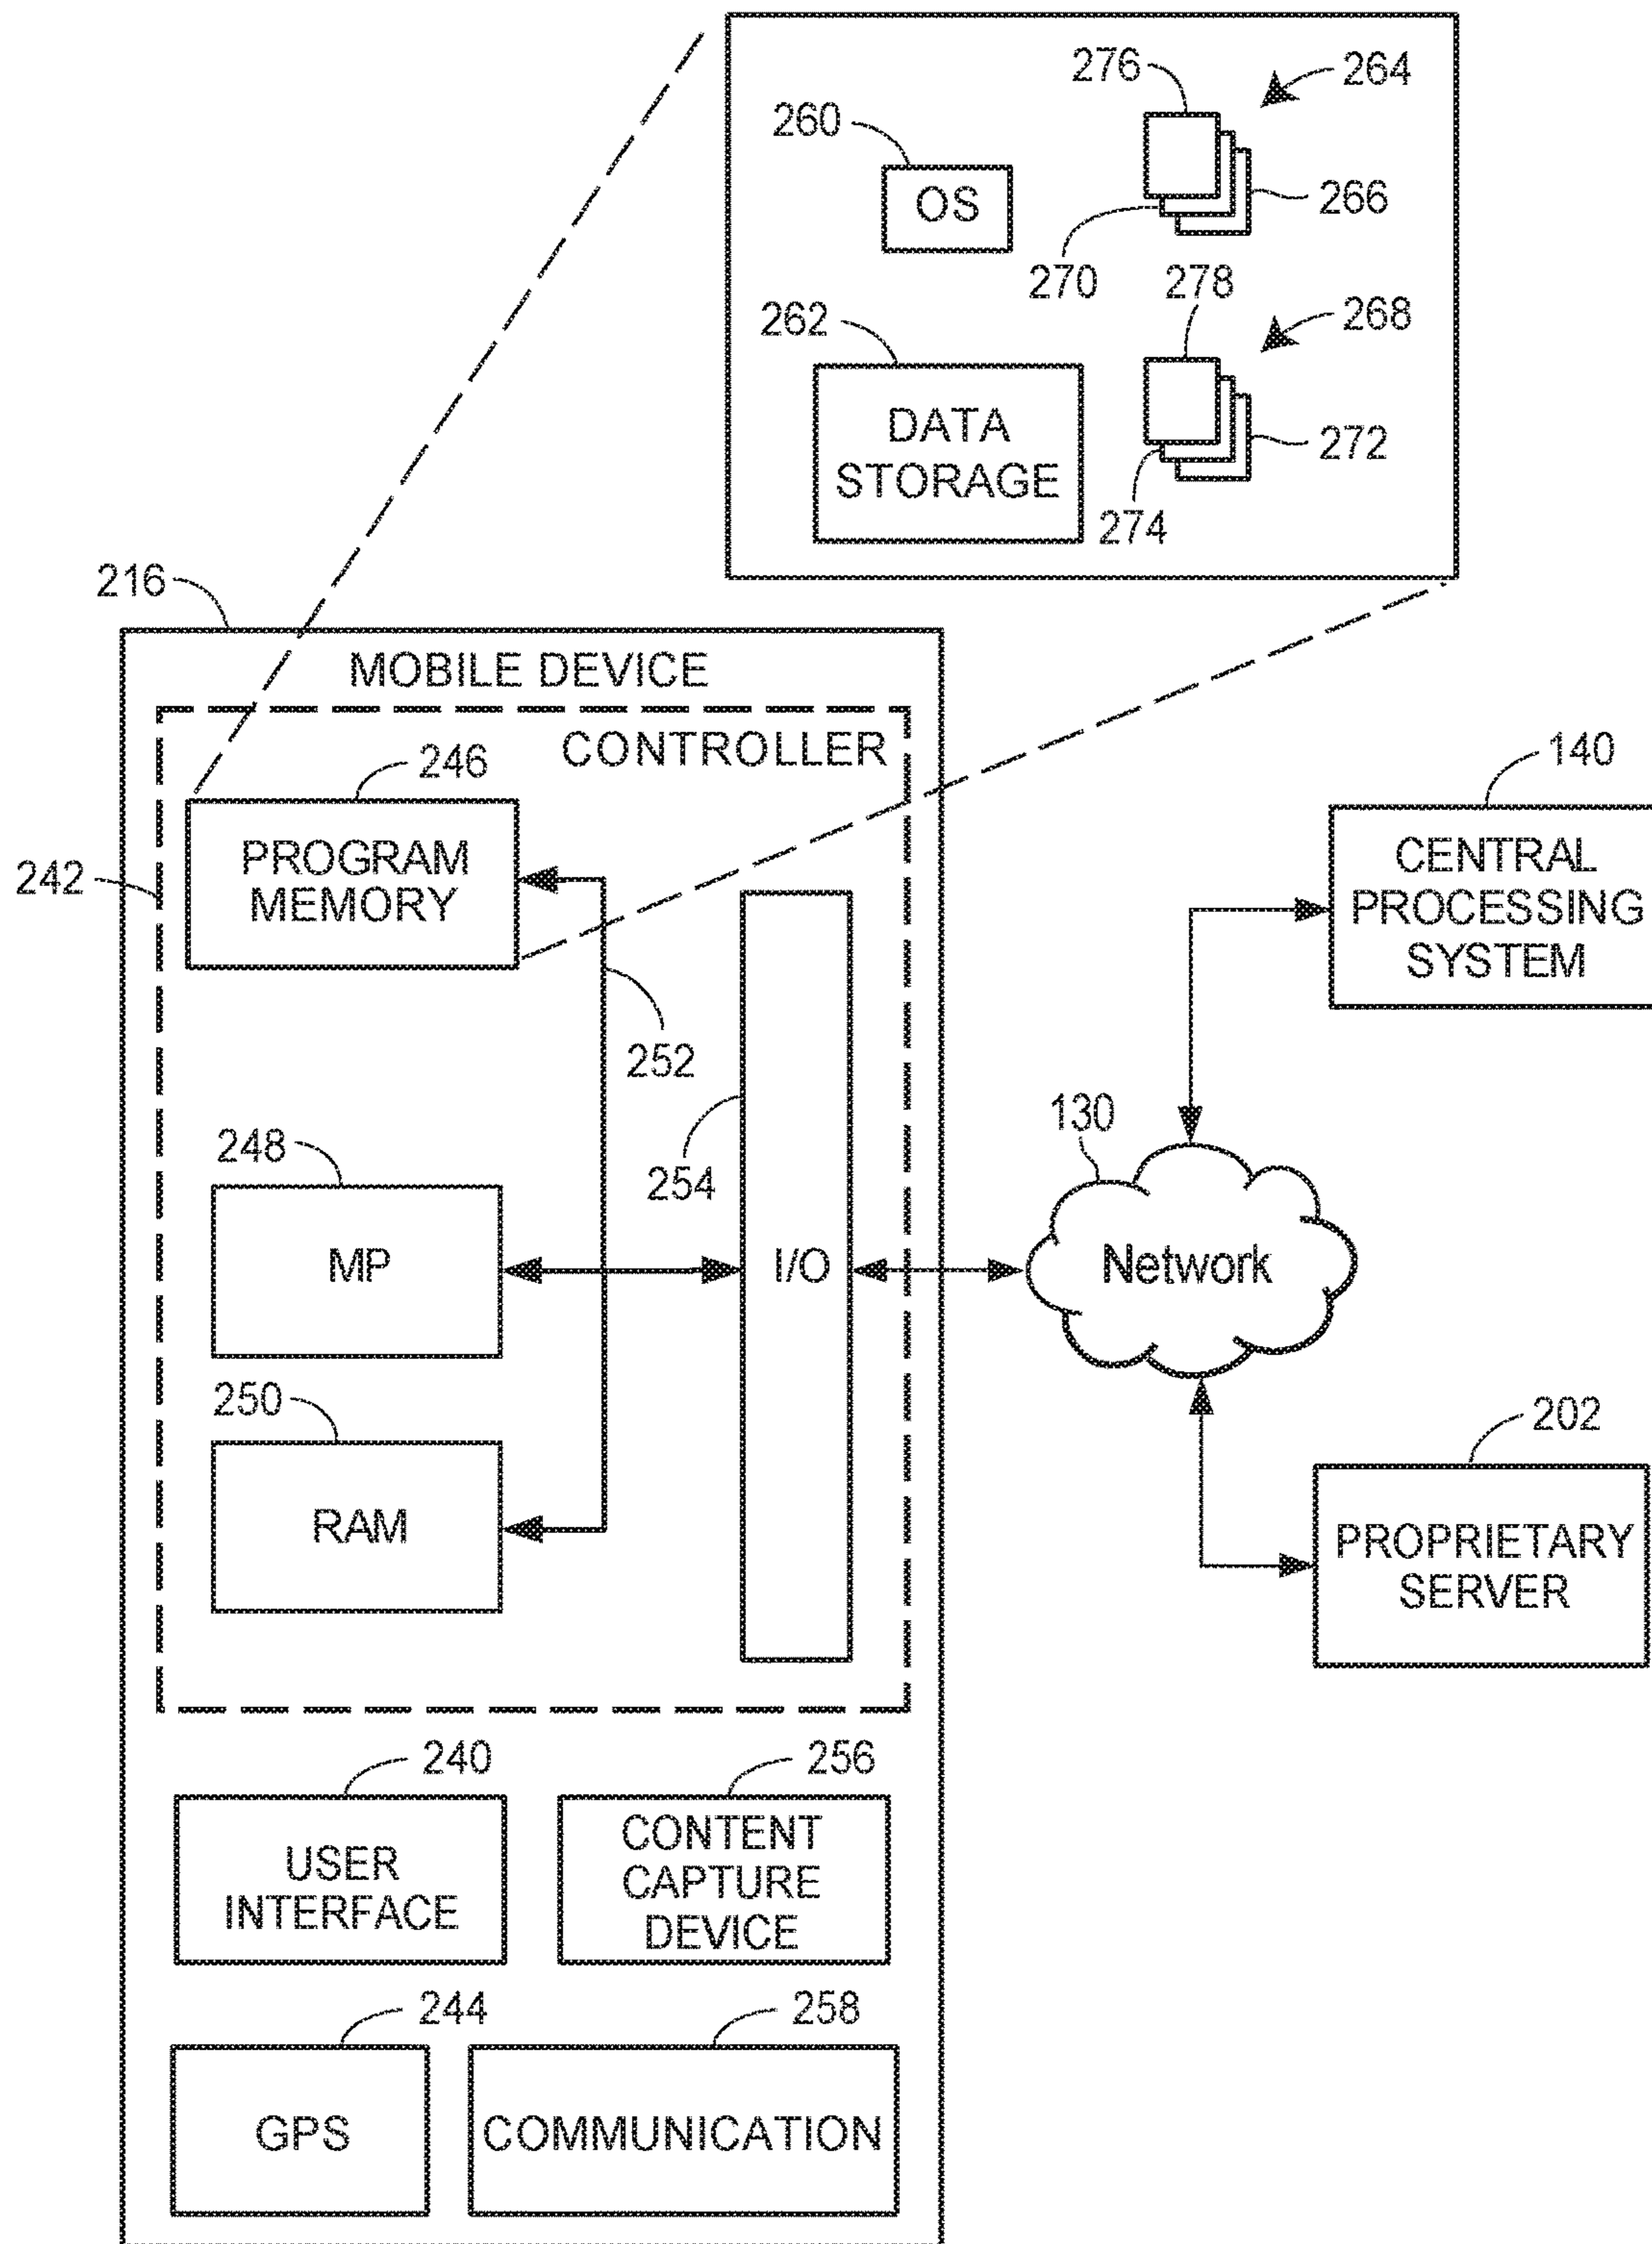 276
264
260
OS
266
270
278
262
268
DATA
STORAGE
272
274
216
MOBILE DEVICE
CONTROLLER
246
140
PROGRAM
MEMORY
242
CENTRAL
PROCESSING
SYSTEM
252
130
248
254
MP
I/O
Network
250
202
RAM
PROPRIETARY
SERVER
240
256
USER
INTERFACE
CONTENT
CAPTURE
DEVICE
244
258
GPS
COMMUNICATION